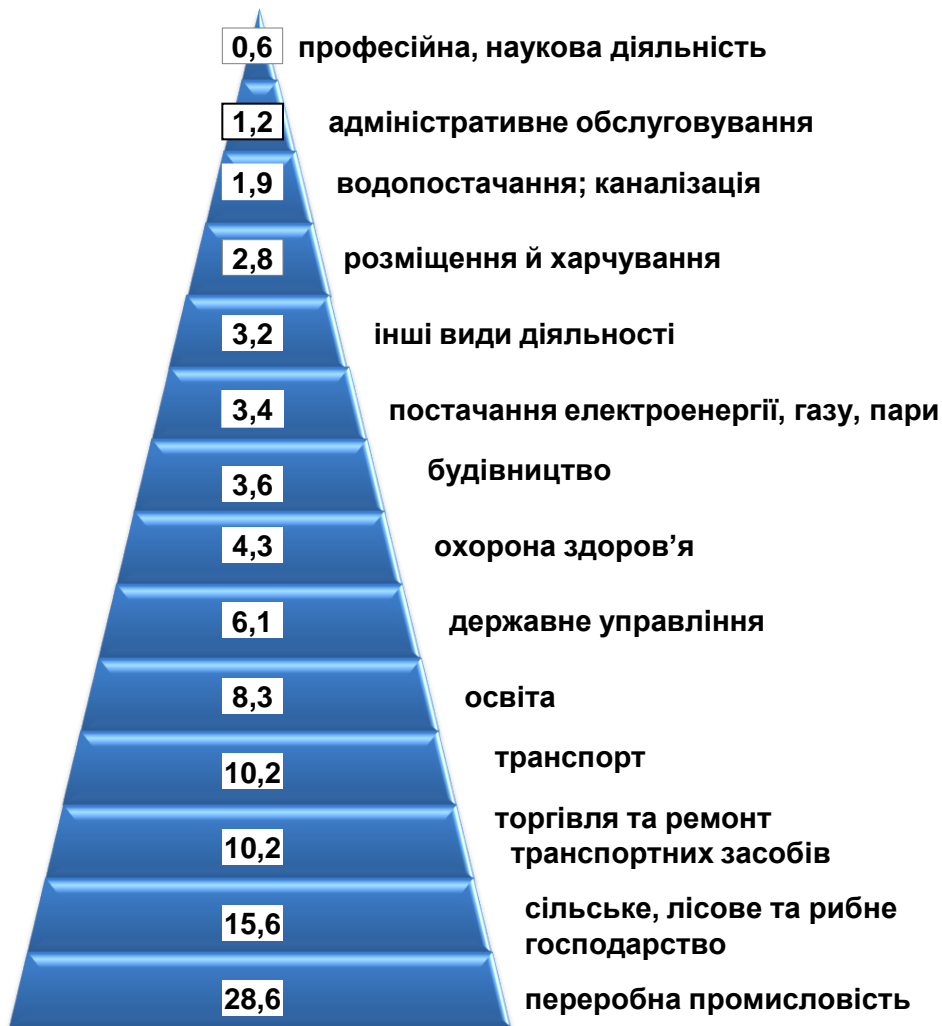 0,6 професійна, наукова діяльність
1,2 адміністративне обслуговування
1,9 водопостачання; каналізація
2,8 розміщення й харчування
3,2 інші види діяльності
3,4 постачання електроенергії, газу, пари
3,6 будівництво
4,3 охорона здоров’я
6,1 державне управління
8,3 освіта
10,2 транспорт
10,2 торгівля та ремонт
транспортних засобів
15,6 сільське, лісове та рибне
господарство
28,6 переробна промисловість